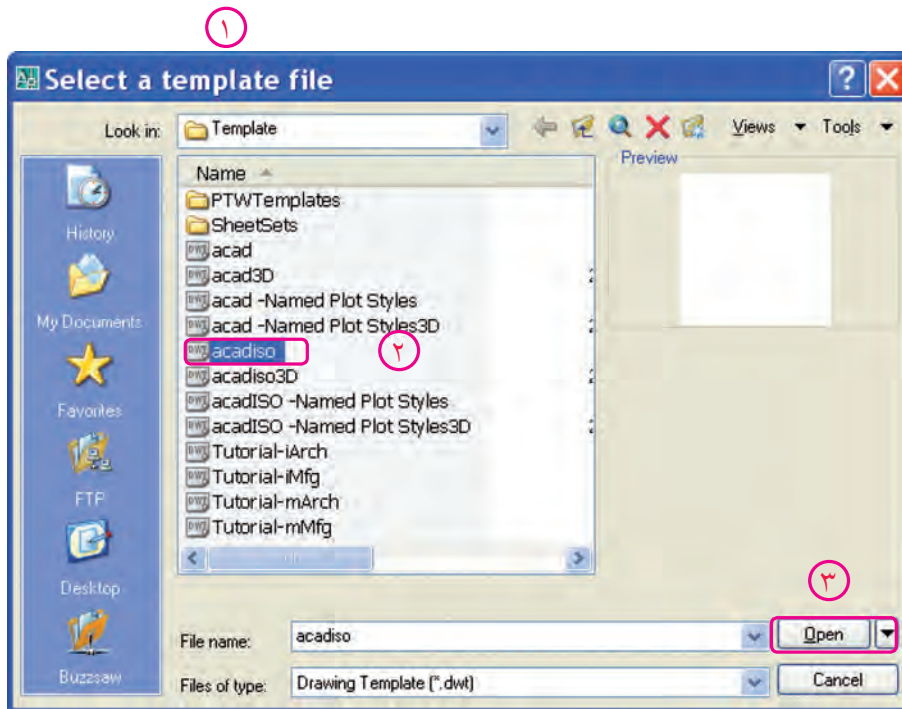 ۱
Select a template file
Look in: Template Views Tools
Name
Preview
PTWTemplates
SheetSets
acad
acad3D
acad -Named Plot Styles
acad -Named Plot Styles3D
acadiso ۲
acadiso3D
acadISO -Named Plot Styles
acadISO -Named Plot Styles3D
Tutorial-iArch
Tutorial-iMfg
Tutorial-mArch
Tutorial-mMfg
History
My Documents
Favorites
FTP
Desktop
Buzzsaw
۳
File name: acadiso Open
Files of type: Drawing Template (*.dwt) Cancel